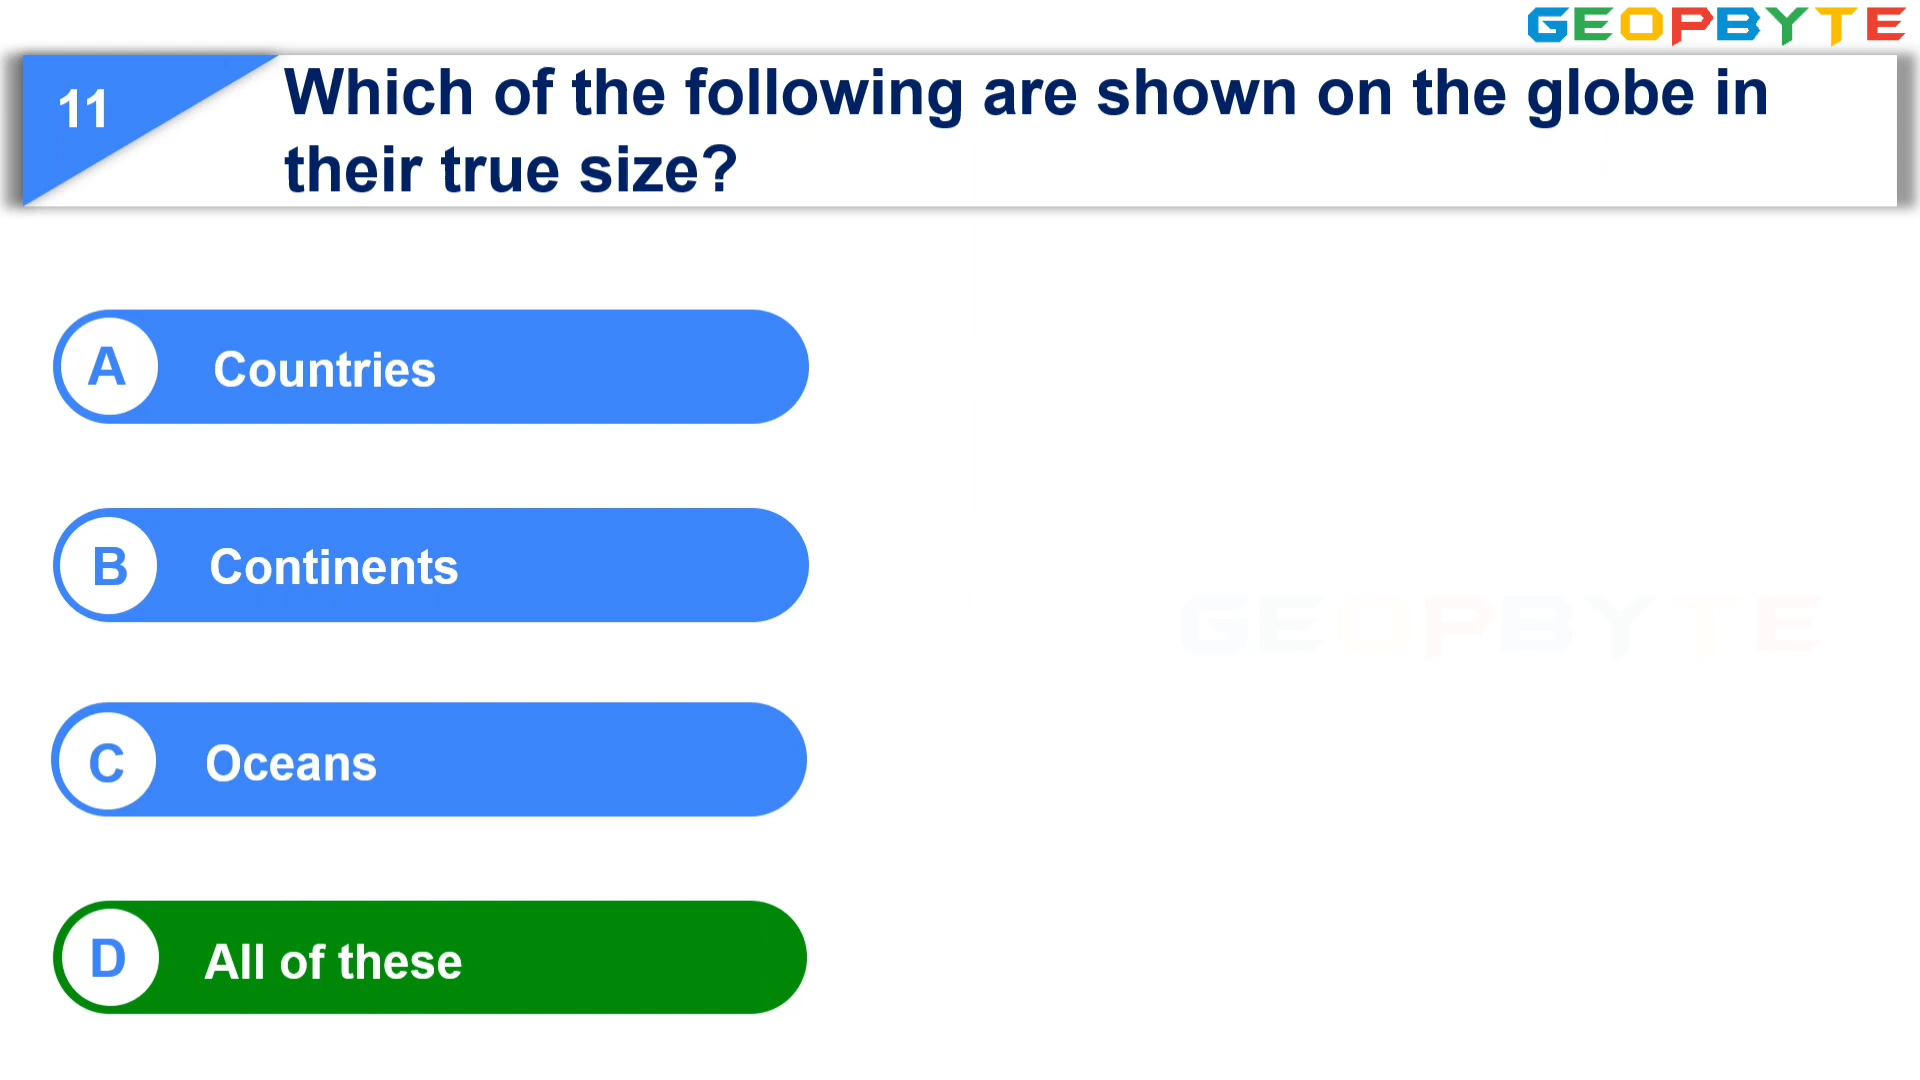 GEOPBYTE
11
Which of the following are shown on the globe in
their true size?
A Countries
B Continents
GEOPBYTE
C Oceans
D All of these